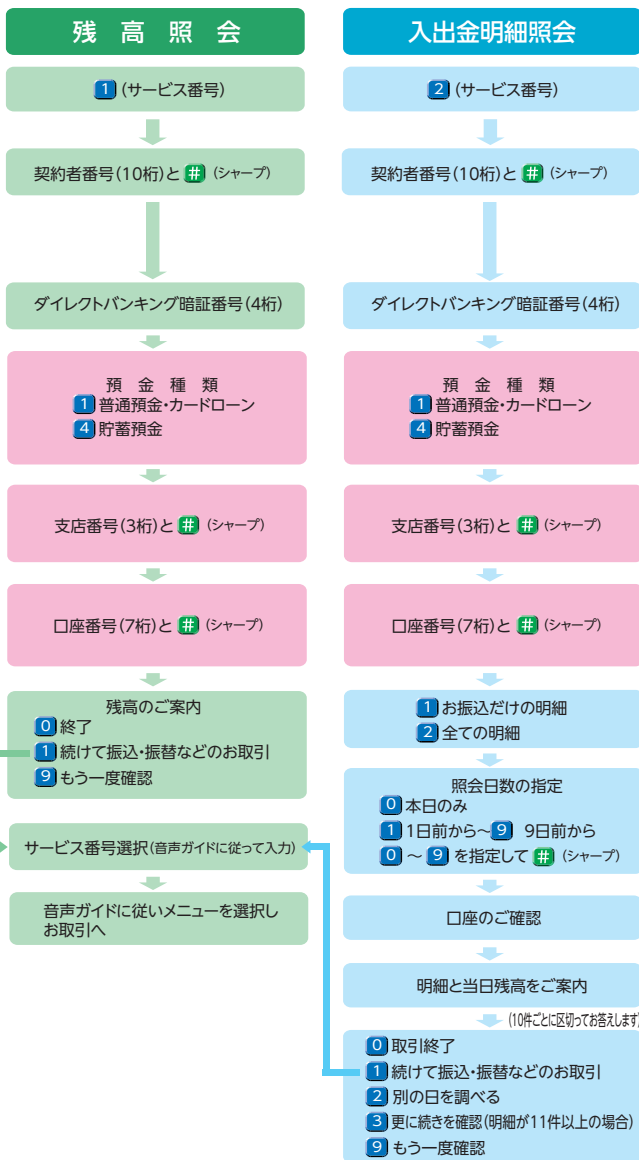 残高照会
1 (サービス番号)
契約者番号(10桁)と # (シャープ)
ダイレクトバンキング暗証番号(4桁)
預金種類
1 普通預金・カードローン
4 貯蓄預金
支店番号(3桁)と # (シャープ)
口座番号(7桁)と # (シャープ)
残高のご案内
0 終了
1 続けて振込・振替などのお取引
9 もう一度確認
サービス番号選択(音声ガイドに従って入力)
音声ガイドに従いメニューを選択し
お取引へ
入出金明細照会
2 (サービス番号)
契約者番号(10桁)と # (シャープ)
ダイレクトバンキング暗証番号(4桁)
預金種類
1 普通預金・カードローン
4 貯蓄預金
支店番号(3桁)と # (シャープ)
口座番号(7桁)と # (シャープ)
1 お振込だけの明細
2 全ての明細
照会日数の指定
0 本日のみ
1 1日前から〜 9 9日前から
0 〜 9 を指定して # (シャープ)
口座のご確認
明細と当日残高をご案内
(10件ごとに区切ってお答えします)
0 取引終了
1 続けて振込・振替などのお取引
2 別の日を調べる
3 更に続きを確認(明細が11件以上の場合)
9 もう一度確認